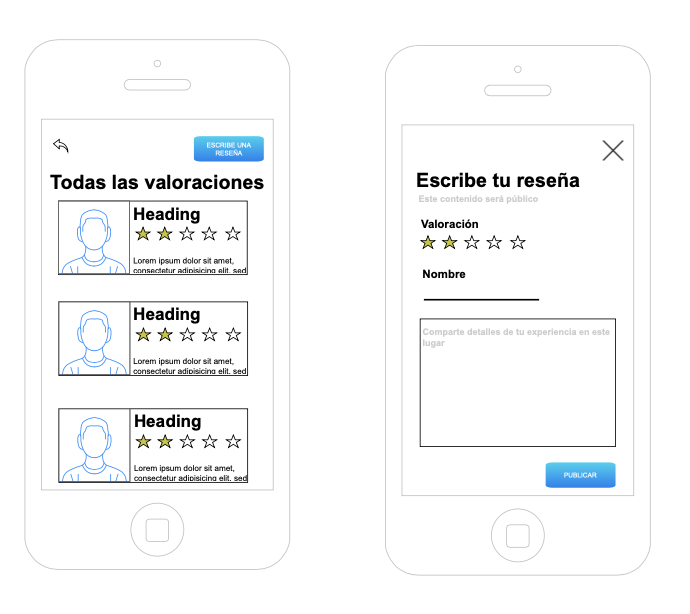 ESCRIBE UNA
RESEÑA
Todas las valoraciones
Heading
Lorem ipsum dolor sit amet,
consectetur adipisicing elit, sed
Heading
Lorem ipsum dolor sit amet,
consectetur adipisicing elit, sed
Heading
Lorem ipsum dolor sit amet,
consectetur adipisicing elit, sed
Escribe tu reseña
Este contenido será público
Valoración
Nombre
Comparte detalles de tu experiencia en este
lugar
PUBLICAR